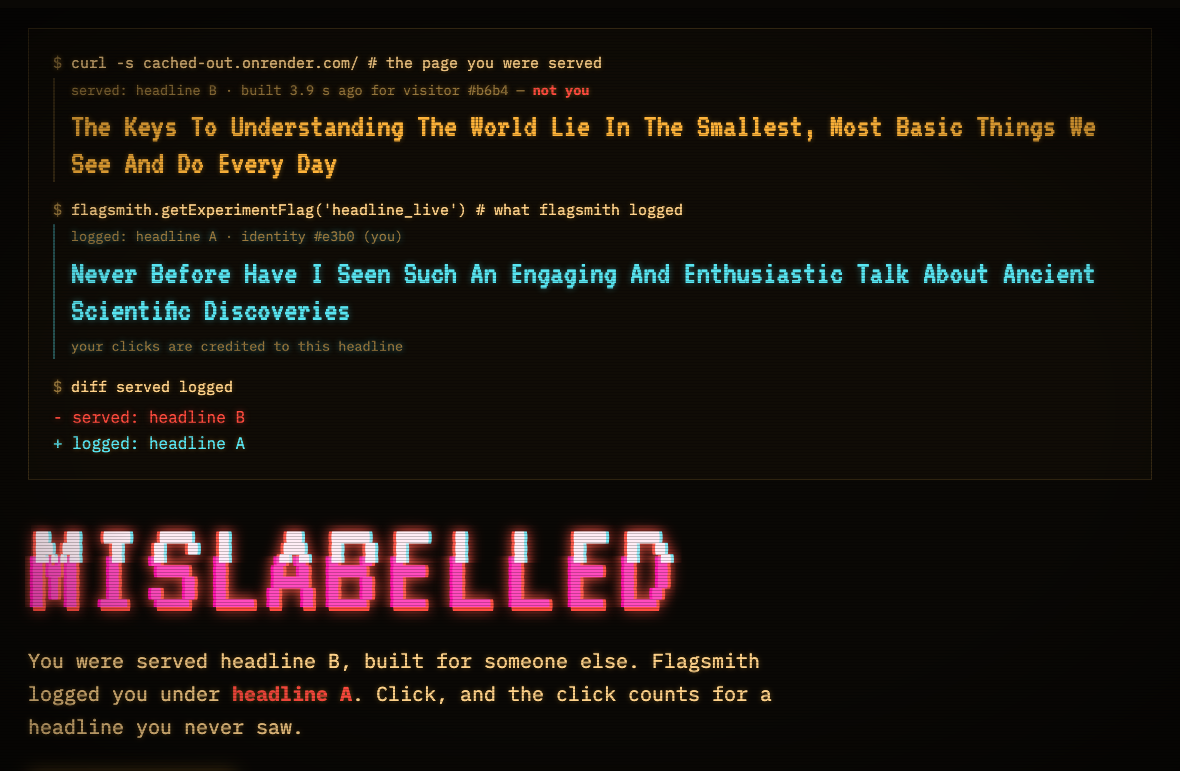 $ curl -s cached-out.onrender.com/ # the page you were served
served: headline B · built 3.9 s ago for visitor #b6b4 — not you
The Keys To Understanding The World Lie In The Smallest, Most Basic Things We
See And Do Every Day
$ flagsmith.getExperimentFlag('headline_live') # what flagsmith logged
logged: headline A · identity #e3b0 (you)
Never Before Have I Seen Such An Engaging And Enthusiastic Talk About Ancient
Scientific Discoveries
your clicks are credited to this headline
$ diff served logged
- served: headline B
+ logged: headline A
MISLABELLED
You were served headline B, built for someone else. Flagsmith
logged you under headline A. Click, and the click counts for a
headline you never saw.